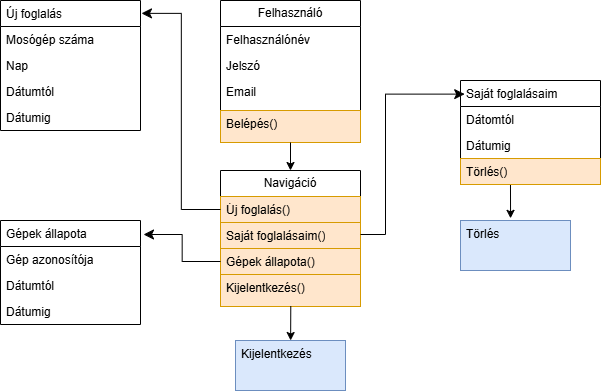 Új foglalás
Mosógép száma
Nap
Dátumtól
Dátumig
Felhasználó
Felhasználónév
Jelszó
Email
Belépés()
Saját foglalásaim
Dátomtól
Dátumig
Törlés()
Navigáció
Új foglalás()
Saját foglalásaim()
Gépek állapota()
Kijelentkezés()
Gépek állapota
Gép azonosítója
Dátumtól
Dátumig
Törlés
Kijelentkezés